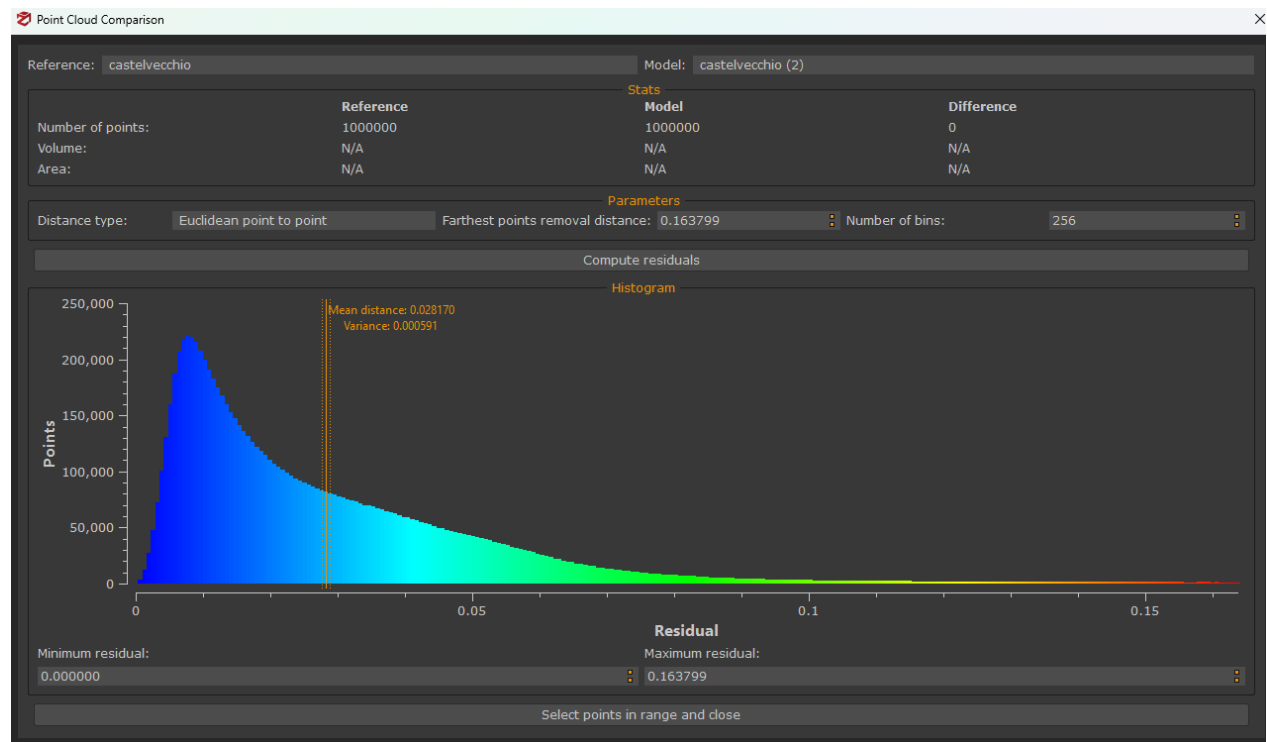 Point Cloud Comparison
Reference: castelvecchio Model: castelvecchio (2)
Stats
Reference Model Difference
Number of points: 1000000 1000000 0
Volume: N/A N/A N/A
Area: N/A N/A N/A
Parameters
Distance type: Euclidean point to point Farthest points removal distance: 0.163799 Number of bins: 256
Compute residuals
Histogram
250,000
Mean distance: 0.028170
Variance: 0.000591
200,000
150,000
Points
100,000
50,000
0
0 0.05 0.1 0.15
Residual
Minimum residual: Maximum residual:
0.000000 0.163799
Select points in range and close